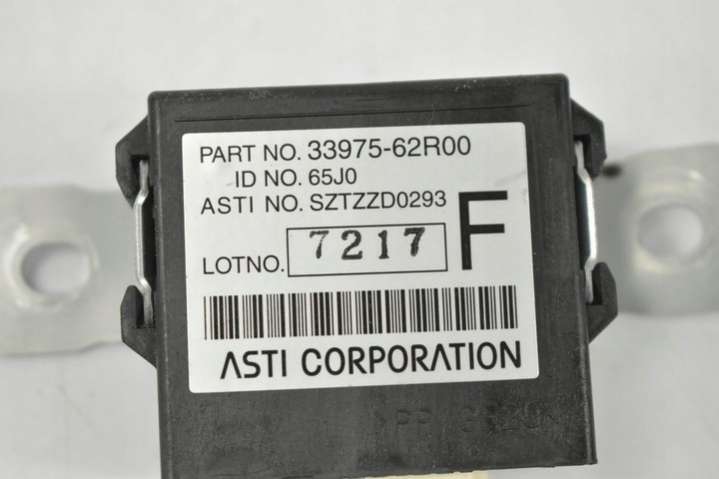 PART NO. 33975-62R00
ID NO. 65J0
ASTI NO. SZTZZD0293
F
LOTNO. 7217
ASTI CORPORATION